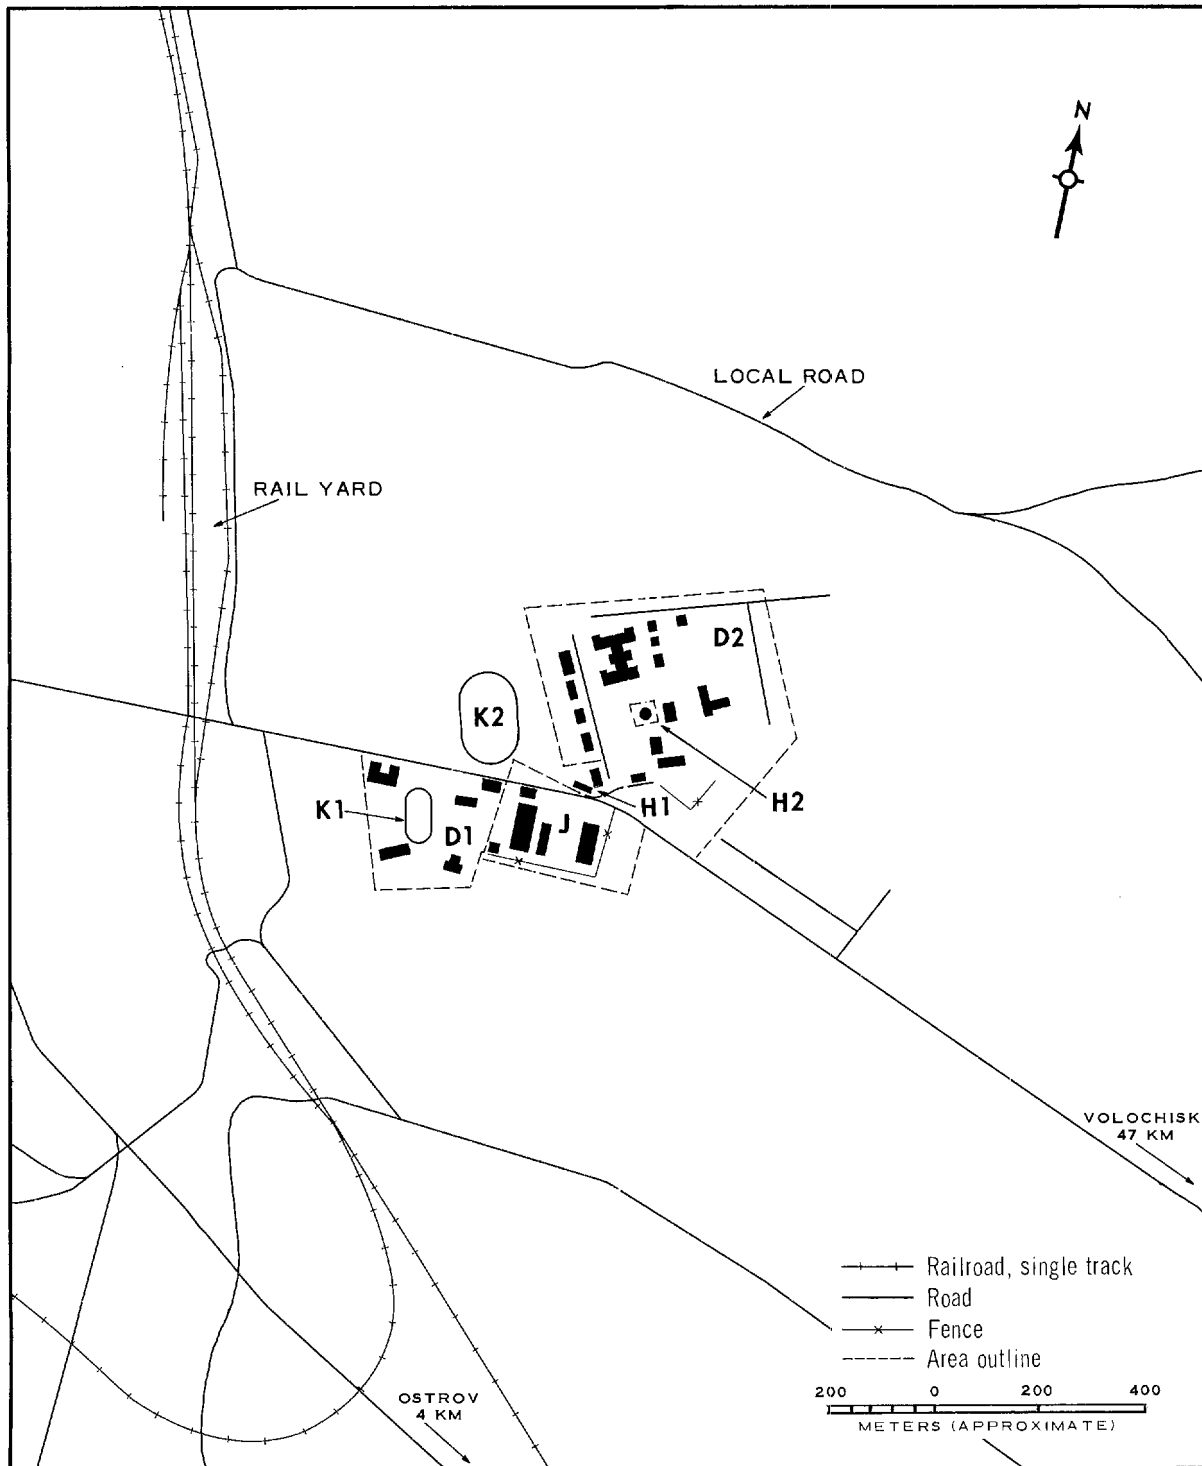 N
LOCAL ROAD
RAIL YARD
D2
K2
H1
H2
K1
D1
J
VOLOCHISK
47 KM
Railroad, single track
Road
Fence
Area outline
OSTROV
4 KM
200 0 200 400
METERS (APPROXIMATE)